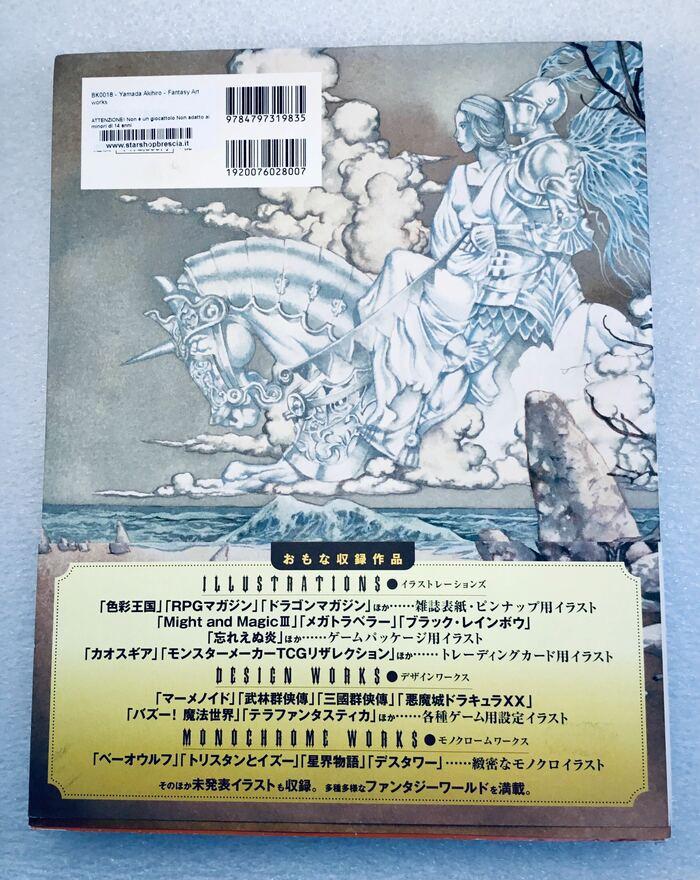 BK0018 - Yamada Akihiro - Fantasy Art
works
ATTENZIONE! Non è un giocattolo Non adatto ai
minori di 14 anni
www.starshopbrescia.it
9784797319835
1920076028007
おもな収録作品
ILLUSTRATIONS●イラストレーションズ
「色彩王国」「RPGマガジン」「ドラゴンマガジン」ほか……雑誌表紙・ピンナップ用イラスト
「Might and MagicⅢ」「メガトラベラー」「ブラック・レインボウ」
「忘れえぬ炎」ほか……ゲームパッケージ用イラスト
「カオスギア」「モンスターメーカーTCGリザレクション」ほか…… トレーディングカード用イラスト
DESIGN WORKS●デザインワークス
「マーメノイド」「武林群侠傳」「三國群侠傳」「悪魔城ドラキュラXX」
「バズー! 魔法世界」「テラファンタスティカ」ほか……各種ゲーム用設定イラスト
MONOCHROME WORKS●モノクロームワークス
「ベーオウルフ」「トリスタンとイズー」「星界物語」「デスタワー」……緻密なモノクロイラスト
そのほか未発表イラストも収録。 多種多様なファンタジーワールドを満載。